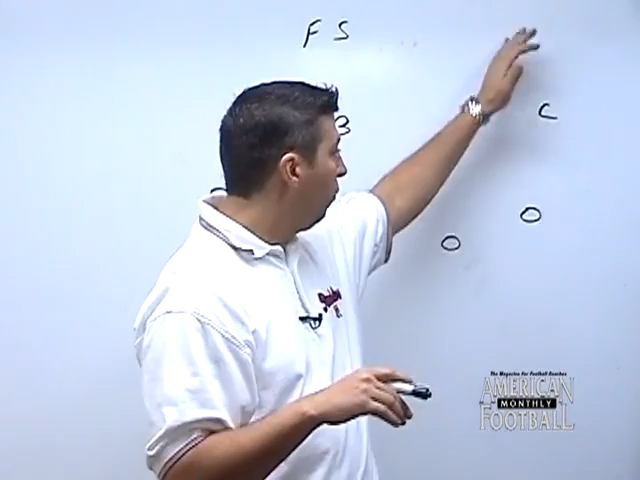 F S
B
C
O
O
The Magazine For Football Coaches
AMERICAN
MONTHLY
FOOTBALL